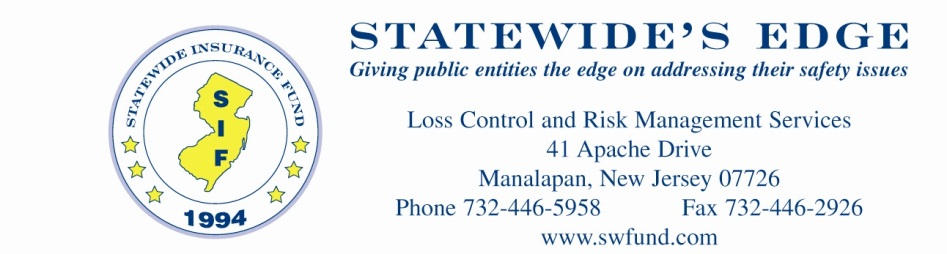 STATEWIDE INSURANCE FUND
S
I
F
1994
STATEWIDE'S EDGE
Giving public entities the edge on addressing their safety issues
Loss Control and Risk Management Services
41 Apache Drive
Manalapan, New Jersey 07726
Phone 732-446-5958 Fax 732-446-2926
www.swfund.com